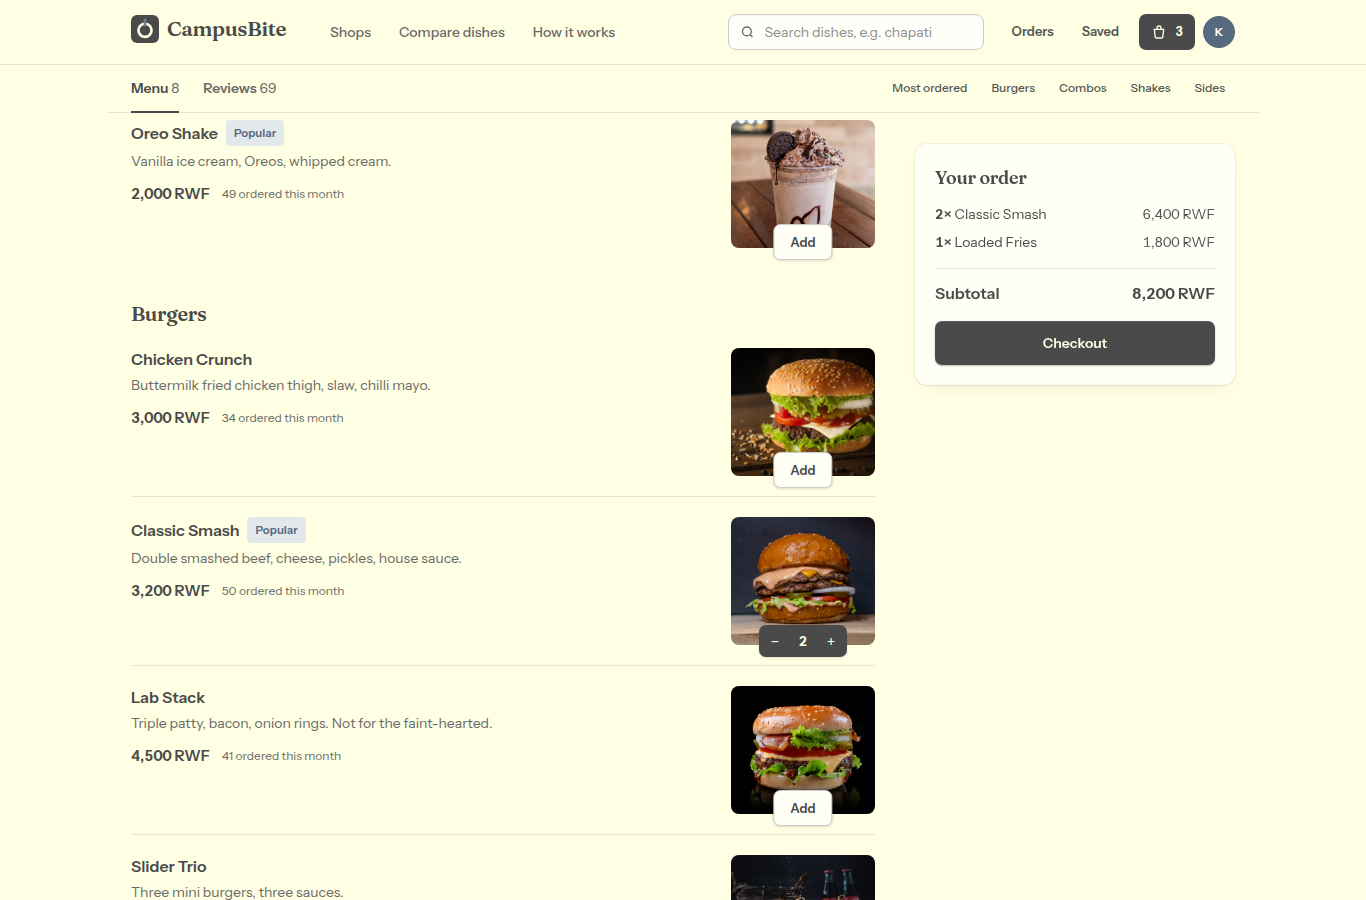 CampusBite
Shops
Compare dishes
How it works
Search dishes, e.g. chapati
Orders
Saved
3
K
Menu 8
Reviews 69
Most ordered
Burgers
Combos
Shakes
Sides
Oreo Shake
Popular
Vanilla ice cream, Oreos, whipped cream.
2,000 RWF
49 ordered this month
Add
Burgers
Chicken Crunch
Buttermilk fried chicken thigh, slaw, chilli mayo.
3,000 RWF
34 ordered this month
Add
Classic Smash
Popular
Double smashed beef, cheese, pickles, house sauce.
3,200 RWF
50 ordered this month
− 2 +
Lab Stack
Triple patty, bacon, onion rings. Not for the faint-hearted.
4,500 RWF
41 ordered this month
Add
Slider Trio
Three mini burgers, three sauces.
Your order
2× Classic Smash 6,400 RWF
1× Loaded Fries 1,800 RWF
Subtotal 8,200 RWF
Checkout